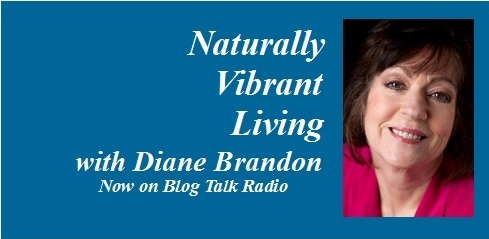 Naturally
Vibrant
Living
with Diane Brandon
Now on Blog Talk Radio